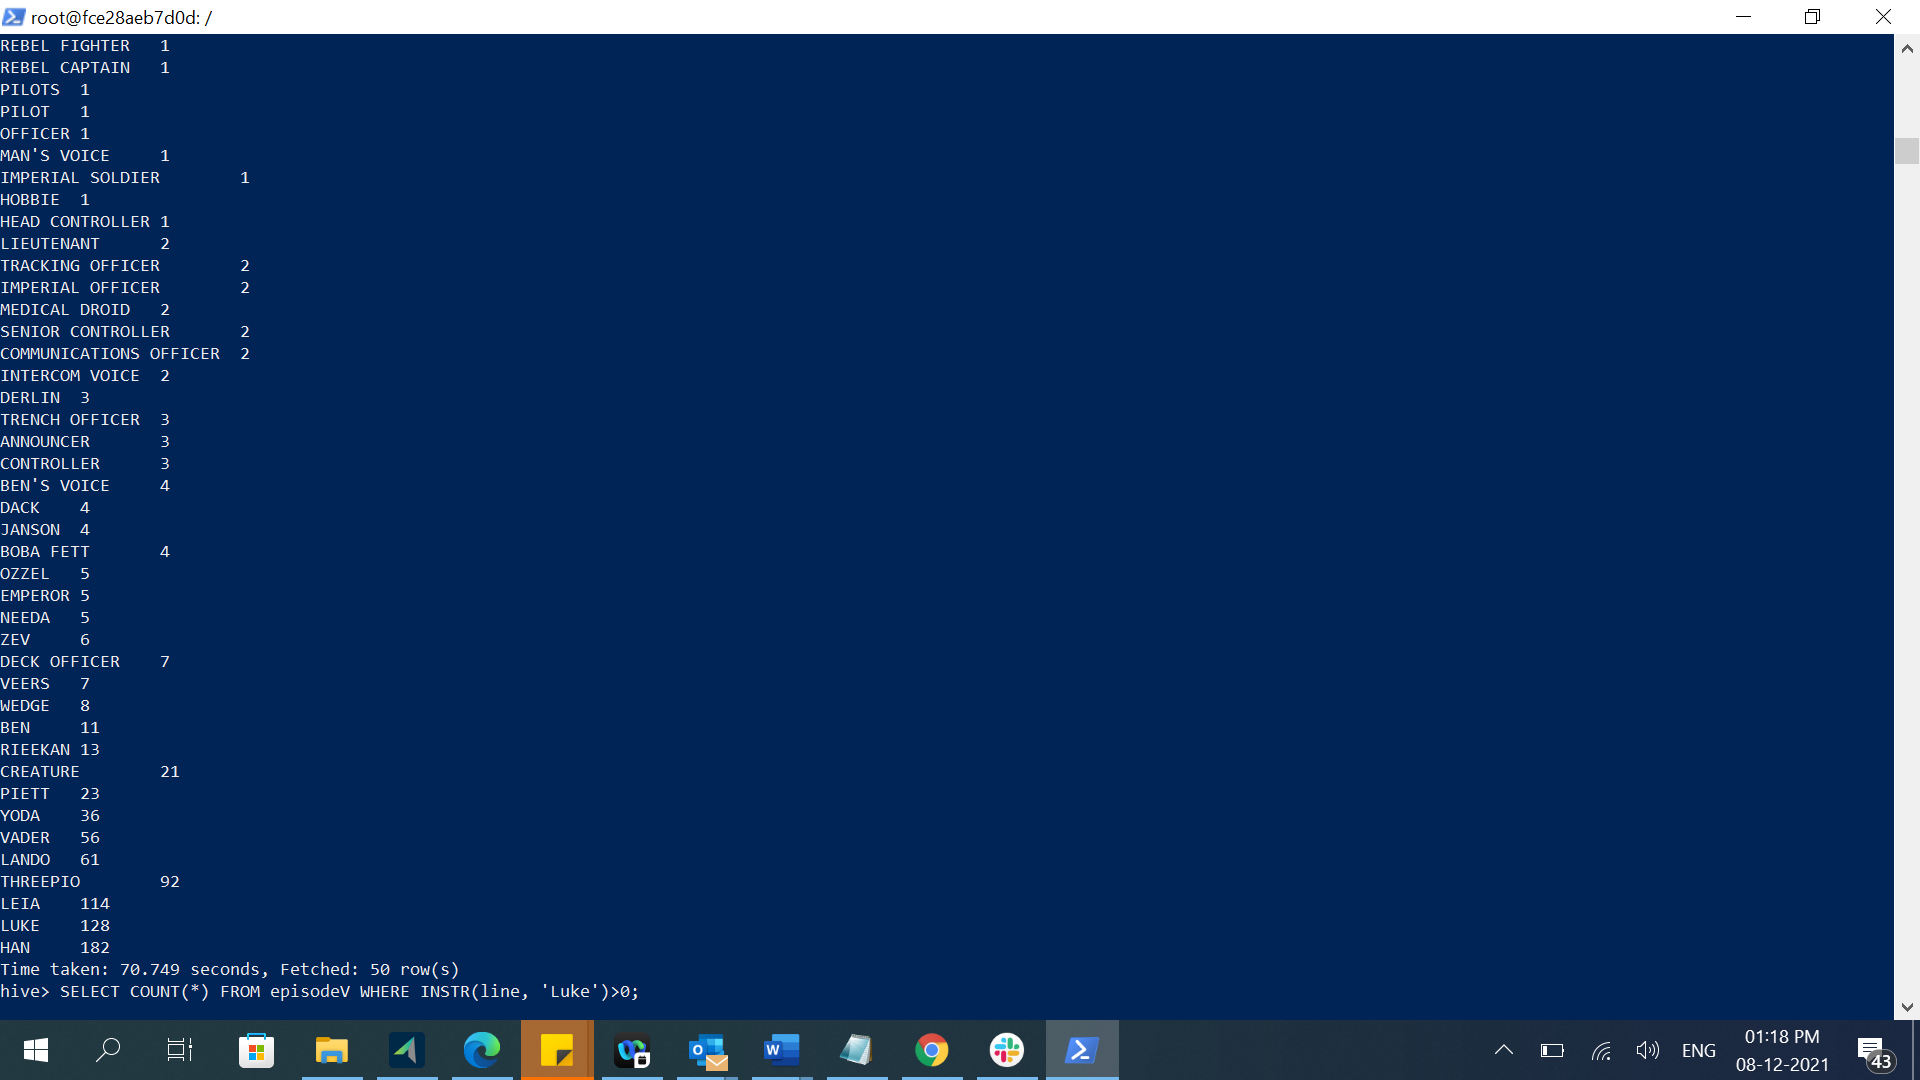 root@fce28aeb7d0d: /
REBEL FIGHTER   1
REBEL CAPTAIN   1
PILOTS  1
PILOT   1
OFFICER 1
MAN'S VOICE     1
IMPERIAL SOLDIER        1
HOBBIE  1
HEAD CONTROLLER 1
LIEUTENANT      2
TRACKING OFFICER        2
IMPERIAL OFFICER        2
MEDICAL DROID   2
SENIOR CONTROLLER       2
COMMUNICATIONS OFFICER  2
INTERCOM VOICE  2
DERLIN  3
TRENCH OFFICER  3
ANNOUNCER       3
CONTROLLER      3
BEN'S VOICE     4
DACK    4
JANSON  4
BOBA FETT       4
OZZEL   5
EMPEROR 5
NEEDA   5
ZEV     6
DECK OFFICER    7
VEERS   7
WEDGE   8
BEN     11
RIEEKAN 13
CREATURE        21
PIETT   23
YODA    36
VADER   56
LANDO   61
THREEPIO        92
LEIA    114
LUKE    128
HAN     182
Time taken: 70.749 seconds, Fetched: 50 row(s)
hive> SELECT COUNT(*) FROM episodeV WHERE INSTR(line, 'Luke')>0;
ENG
01:18 PM
08-12-2021
43